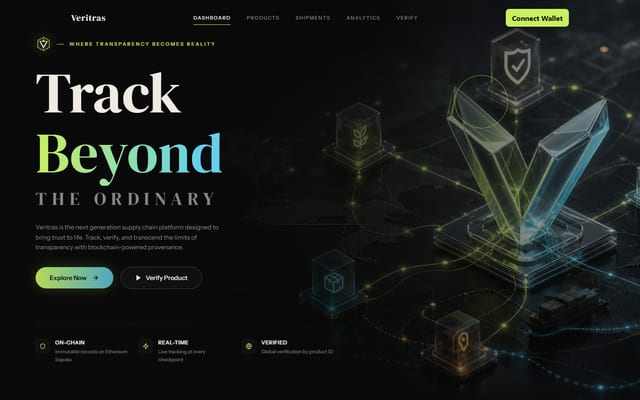 Veritras
DASHBOARD PRODUCTS SHIPMENTS ANALYTICS VERIFY
Connect Wallet
WHERE TRANSPARENCY BECOMES REALITY
Track
Beyond
THE ORDINARY
Veritras is the next generation supply chain platform designed to
bring trust to life. Track, verify, and transcend the limits of
transparency with blockchain-powered provenance.
Explore Now
Verify Product
ON-CHAIN
Immutable records on Ethereum
Sepolia
REAL-TIME
Live tracking at every
checkpoint
VERIFIED
Global verification by product ID